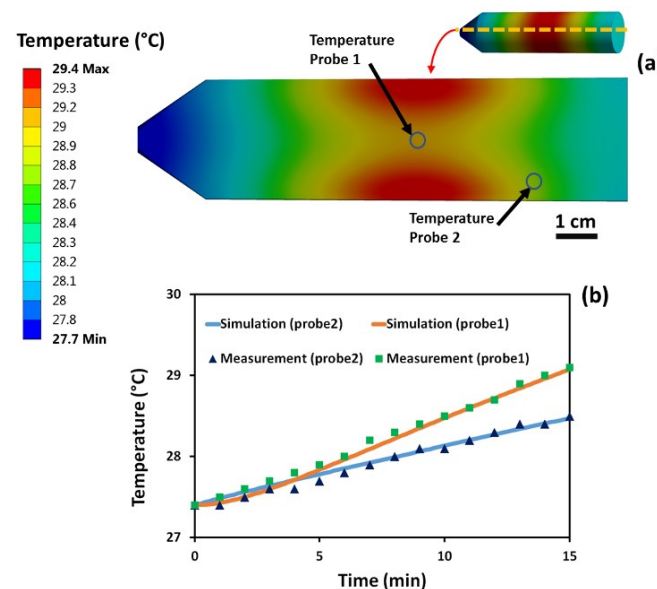 Temperature (°C)
29.4 Max
29.3
29.2
29
28.9
28.8
28.7
28.6
28.4
28.3
28.2
28.1
28
27.8
27.7 Min
Temperature
Probe 1
(a
Temperature
Probe 2
1 cm
(b)
Simulation (probe2)
Simulation (probe1)
Measurement (probe2)
Measurement (probe1)
Temperature (°C)
30
29
28
27
0
5
10
15
Time (min)